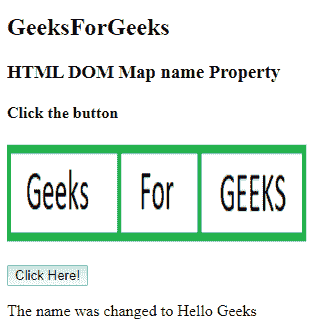 GeeksForGeeks
HTML DOM Map name Property
Click the button
Geeks For GEEKS
Click Here!
The name was changed to Hello Geeks